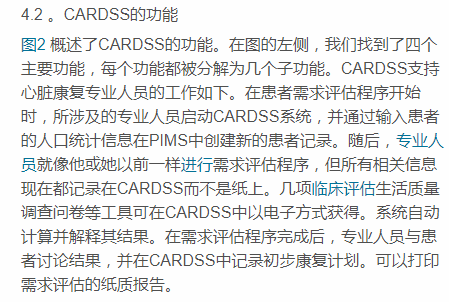 4.2 。CARDSS的功能
图2 概述了CARDSS的功能。在图的左侧，我们找到了四个
主要功能，每个功能都被分解为几个子功能。CARDSS支持
心脏康复专业人员的工作如下。在患者需求评估程序开始
时，所涉及的专业人员启动CARDSS系统，并通过输入患者
的人口统计信息在PIMS中创建新的患者记录。随后，专业人
员就像他或她以前一样进行需求评估程序，但所有相关信息
现在都记录在CARDSS而不是纸上。几项临床评估生活质量
调查问卷等工具可在CARDSS中以电子方式获得。系统自动
计算并解释其结果。在需求评估程序完成后，专业人员与患
者讨论结果，并在CARDSS中记录初步康复计划。可以打印
需求评估的纸质报告。